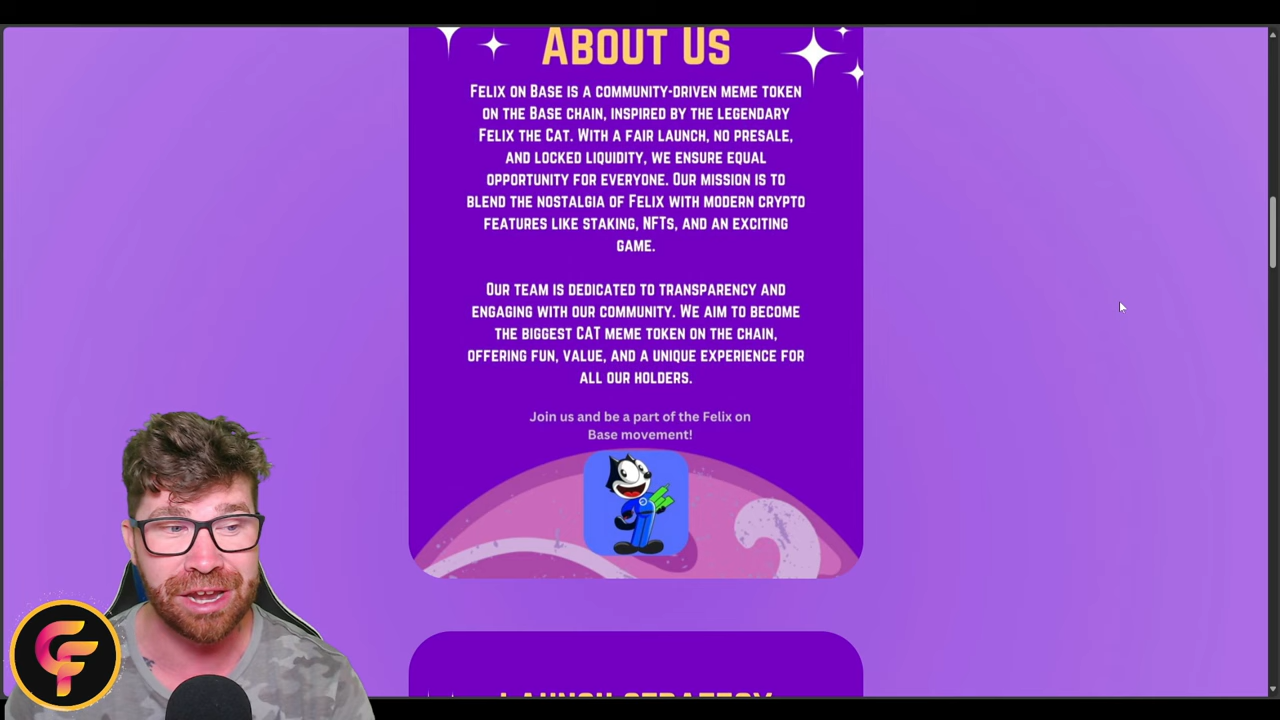 About Us
Felix on Base is a community-driven meme token
on the Base chain, inspired by the legendary
Felix the Cat. With a fair launch, no presale,
and locked liquidity, we ensure equal
opportunity for everyone. Our mission is to
blend the nostalgia of Felix with modern crypto
features like staking, NFTs, and an exciting
game.
Our team is dedicated to transparency and
engaging with our community. We aim to become
the biggest CAT meme token on the chain,
offering fun, value, and a unique experience for
all our holders.
Join us and be a part of the Felix on
Base movement!
Launch Strategy